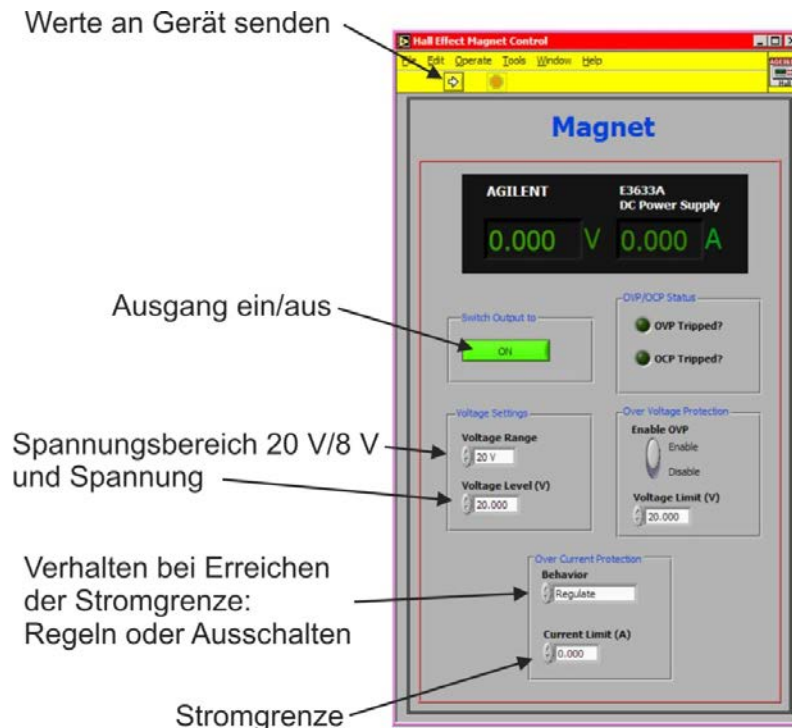 Werte an Gerät senden
Hall Effect Magnet Control
File Edit Operate Tools Window Help
Magnet
AGILENT
E3633A
DC Power Supply
0.000 V 0.000 A
Ausgang ein/aus
Switch Output to
ON
OVP/OCP Status
OVP Tripped?
OCP Tripped?
Spannungsbereich 20 V/8 V
und Spannung
Voltage Settings
Voltage Range
20 V
Voltage Level (V)
20.000
Over Voltage Protection
Enable OVP
Enable
Disable
Voltage Limit (V)
20.000
Verhalten bei Erreichen
der Stromgrenze:
Regeln oder Ausschalten
Over Current Protection
Behavior
Regulate
Current Limit (A)
0.000
Stromgrenze